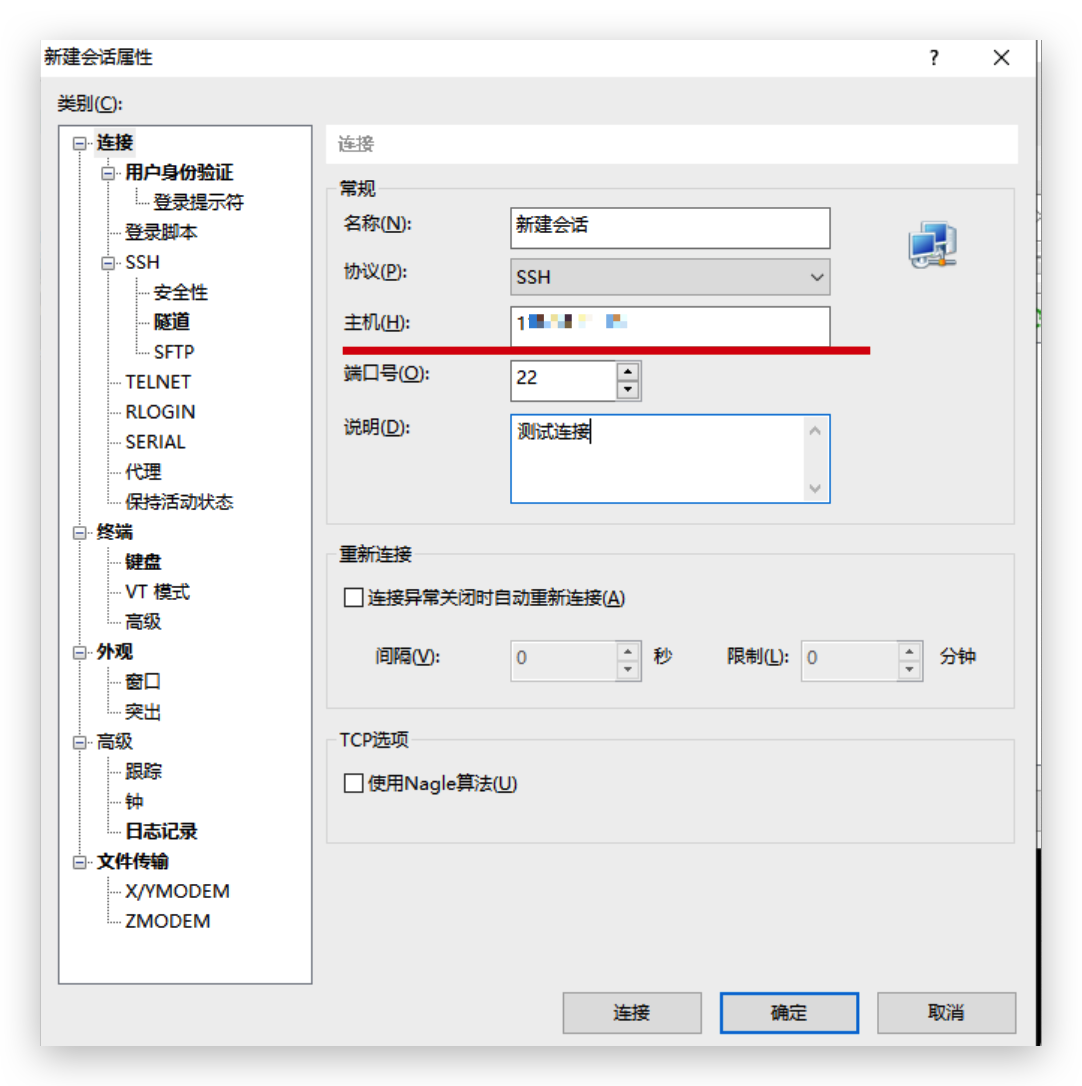 新建会话属性 ?
类别(C):
连接
用户身份验证
登录提示符
登录脚本
SSH
安全性
隧道
SFTP
TELNET
RLOGIN
SERIAL
代理
保持活动状态
终端
键盘
VT 模式
高级
外观
窗口
突出
高级
跟踪
钟
日志记录
文件传输
X/YMODEM
ZMODEM
连接
常规
名称(N): 新建会话
协议(P): SSH
主机(H): 1
端口号(O): 22
说明(D): 测试连接
重新连接
连接异常关闭时自动重新连接(A)
间隔(V): 0 秒 限制(L): 0 分钟
TCP选项
使用Nagle算法(U)
连接 确定 取消